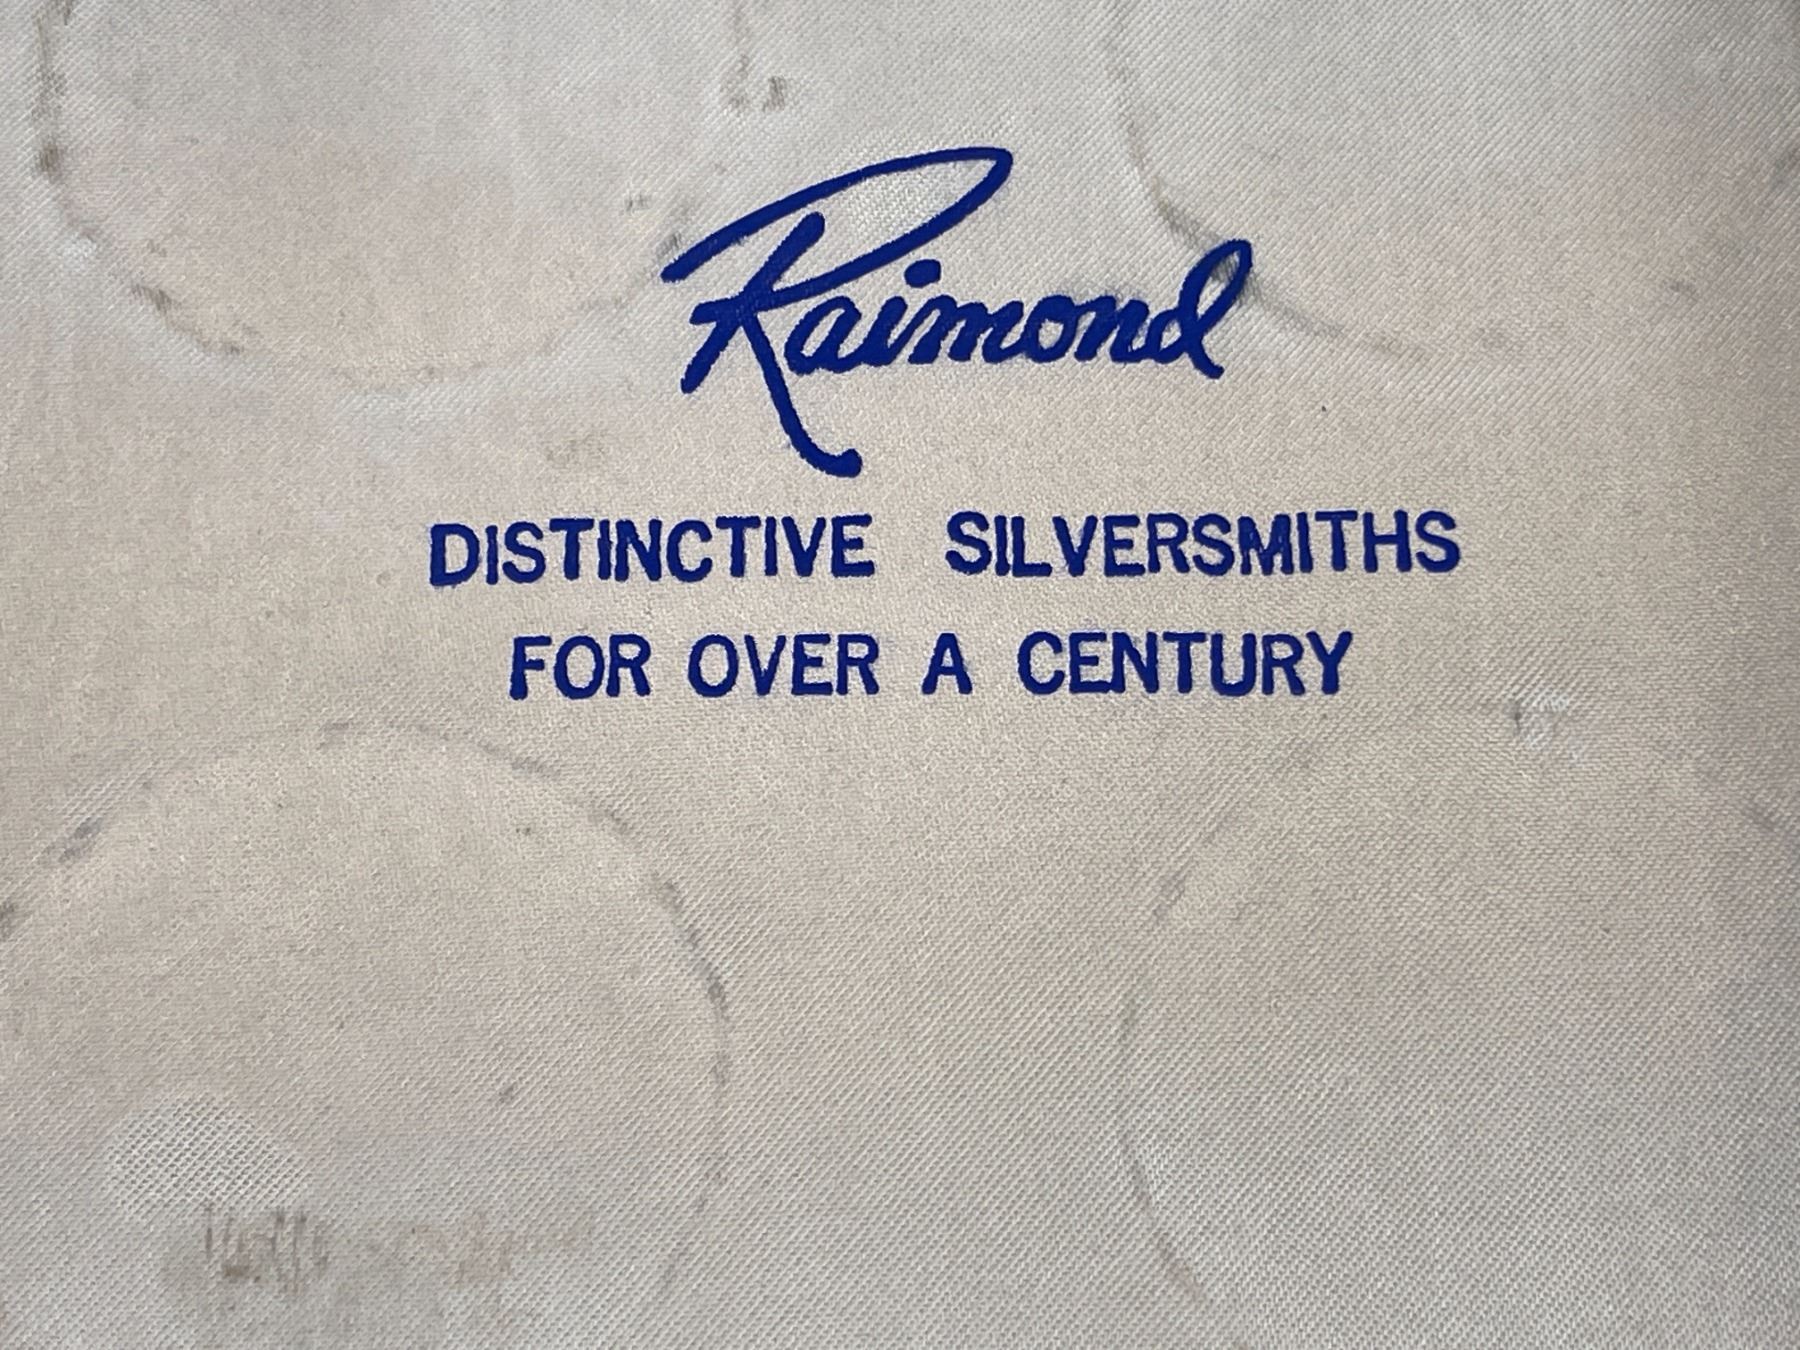 Raimond
DISTINCTIVE SILVERSMITHS
FOR OVER A CENTURY